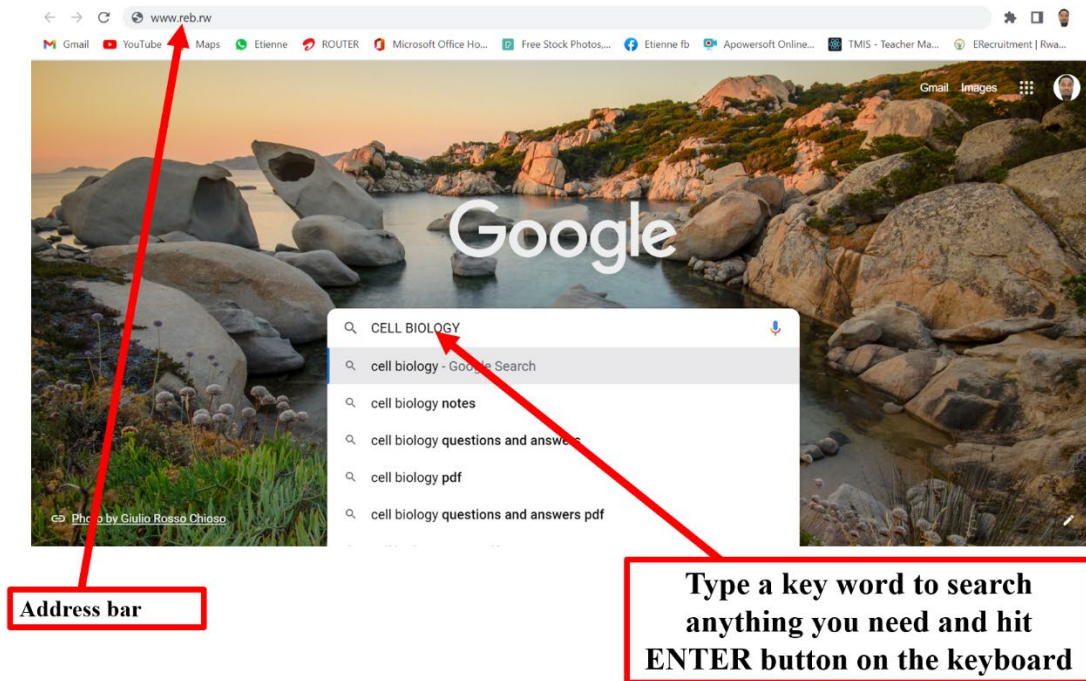 www.reb.rw
Gmail YouTube Maps Etienne ROUTER Microsoft Office Ho... Free Stock Photos,... Etienne fb Apowersoft Online... TMIS - Teacher Ma... ERecruitment | Rwa...
Gmail Images
Google
CELL BIOLOGY
cell biology - Google Search
cell biology notes
cell biology questions and answers
cell biology pdf
cell biology questions and answers pdf
Photo by Giulio Rosso Chioso
Address bar
Type a key word to search
anything you need and hit
ENTER button on the keyboard